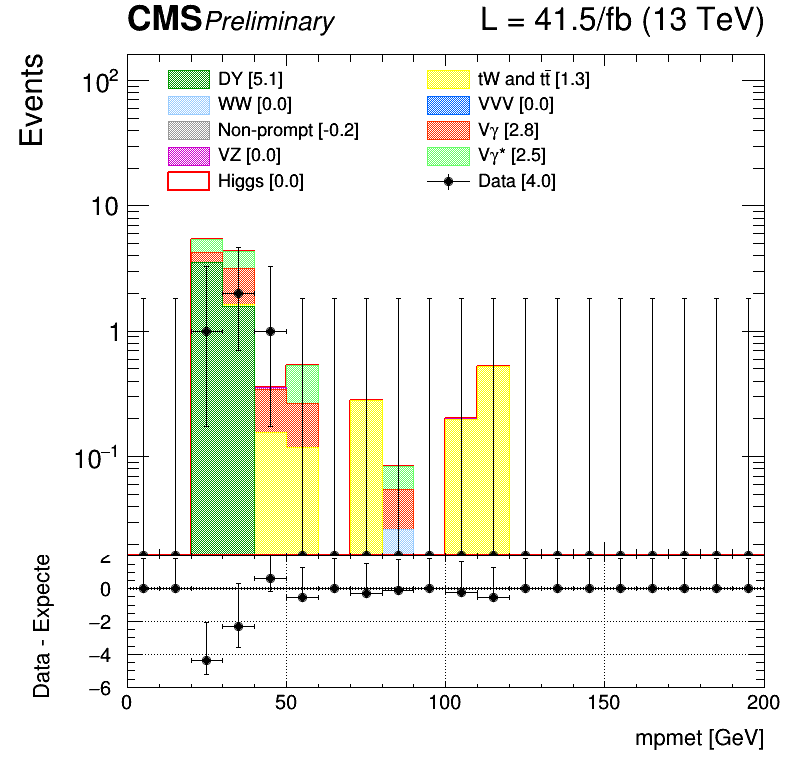 CMS Preliminary L = 41.5/fb (13 TeV)
Events
10²
10
1
10⁻¹
DY [5.1]
WW [0.0]
Non-prompt [-0.2]
VZ [0.0]
Higgs [0.0]
tW and tt̄ [1.3]
VVV [0.0]
Vγ [2.8]
Vγ* [2.5]
Data [4.0]
Data - Expecte
2
0
−2
−4
−6
0 50 100 150 200
mpmet [GeV]